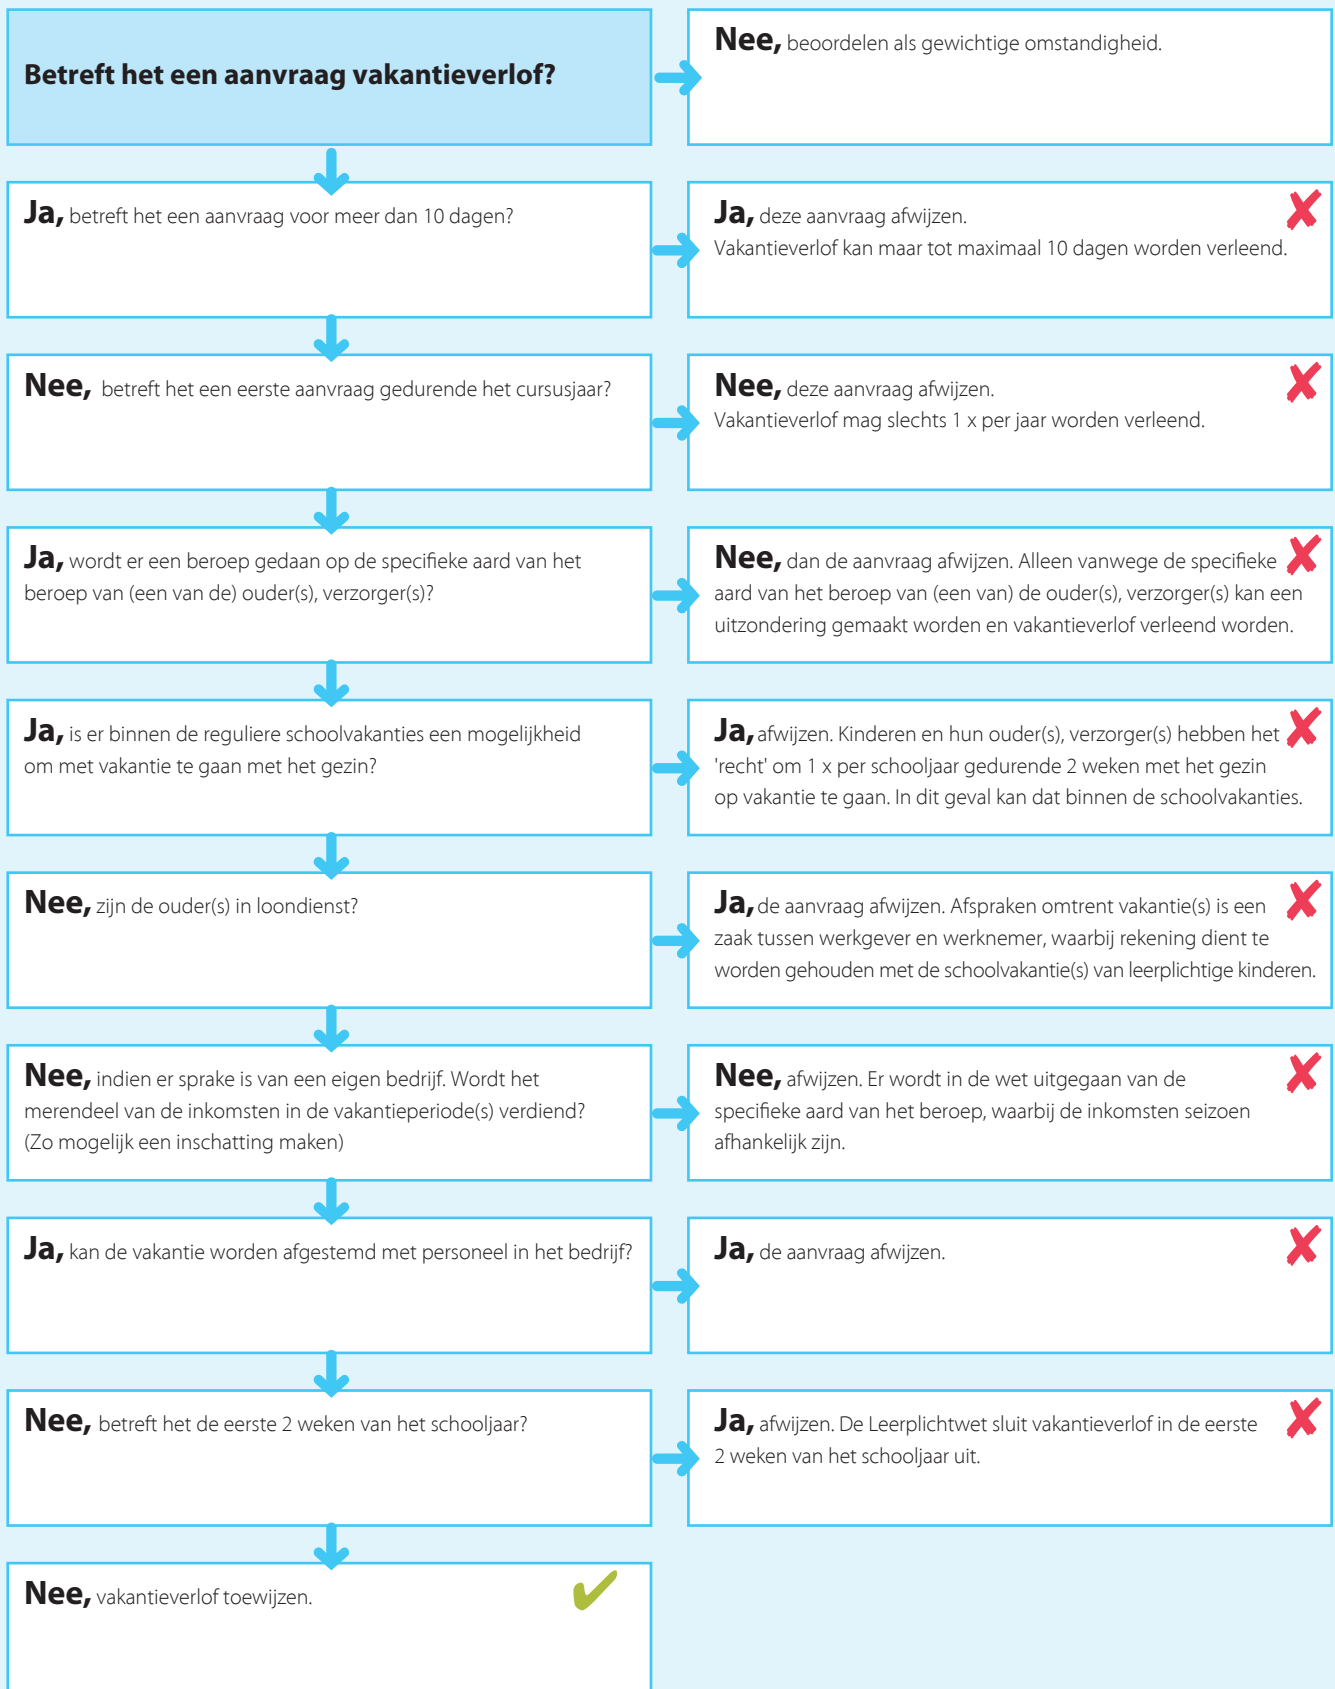 Betreft het een aanvraag vakantieverlof?
Nee, beoordelen als gewichtige omstandigheid.
Ja, betreft het een aanvraag voor meer dan 10 dagen?
Ja, deze aanvraag afwijzen.
Vakantieverlof kan maar tot maximaal 10 dagen worden verleend.
Nee, betreft het een eerste aanvraag gedurende het cursusjaar?
Nee, deze aanvraag afwijzen.
Vakantieverlof mag slechts 1 x per jaar worden verleend.
Ja, wordt er een beroep gedaan op de specifieke aard van het
beroep van (een van de) ouder(s), verzorger(s)?
Nee, dan de aanvraag afwijzen. Alleen vanwege de specifieke
aard van het beroep van (een van) de ouder(s), verzorger(s) kan een
uitzondering gemaakt worden en vakantieverlof verleend worden.
Ja, is er binnen de reguliere schoolvakanties een mogelijkheid
om met vakantie te gaan met het gezin?
Ja, afwijzen. Kinderen en hun ouder(s), verzorger(s) hebben het
'recht' om 1 x per schooljaar gedurende 2 weken met het gezin
op vakantie te gaan. In dit geval kan dat binnen de schoolvakanties.
Nee, zijn de ouder(s) in loondienst?
Ja, de aanvraag afwijzen. Afspraken omtrent vakantie(s) is een
zaak tussen werkgever en werknemer, waarbij rekening dient te
worden gehouden met de schoolvakantie(s) van leerplichtige kinderen.
Nee, indien er sprake is van een eigen bedrijf. Wordt het
merendeel van de inkomsten in de vakantieperiode(s) verdiend?
(Zo mogelijk een inschatting maken)
Nee, afwijzen. Er wordt in de wet uitgegaan van de
specifieke aard van het beroep, waarbij de inkomsten seizoen
afhankelijk zijn.
Ja, kan de vakantie worden afgestemd met personeel in het bedrijf?
Ja, de aanvraag afwijzen.
Nee, betreft het de eerste 2 weken van het schooljaar?
Ja, afwijzen. De Leerplichtwet sluit vakantieverlof in de eerste
2 weken van het schooljaar uit.
Nee, vakantieverlof toewijzen.